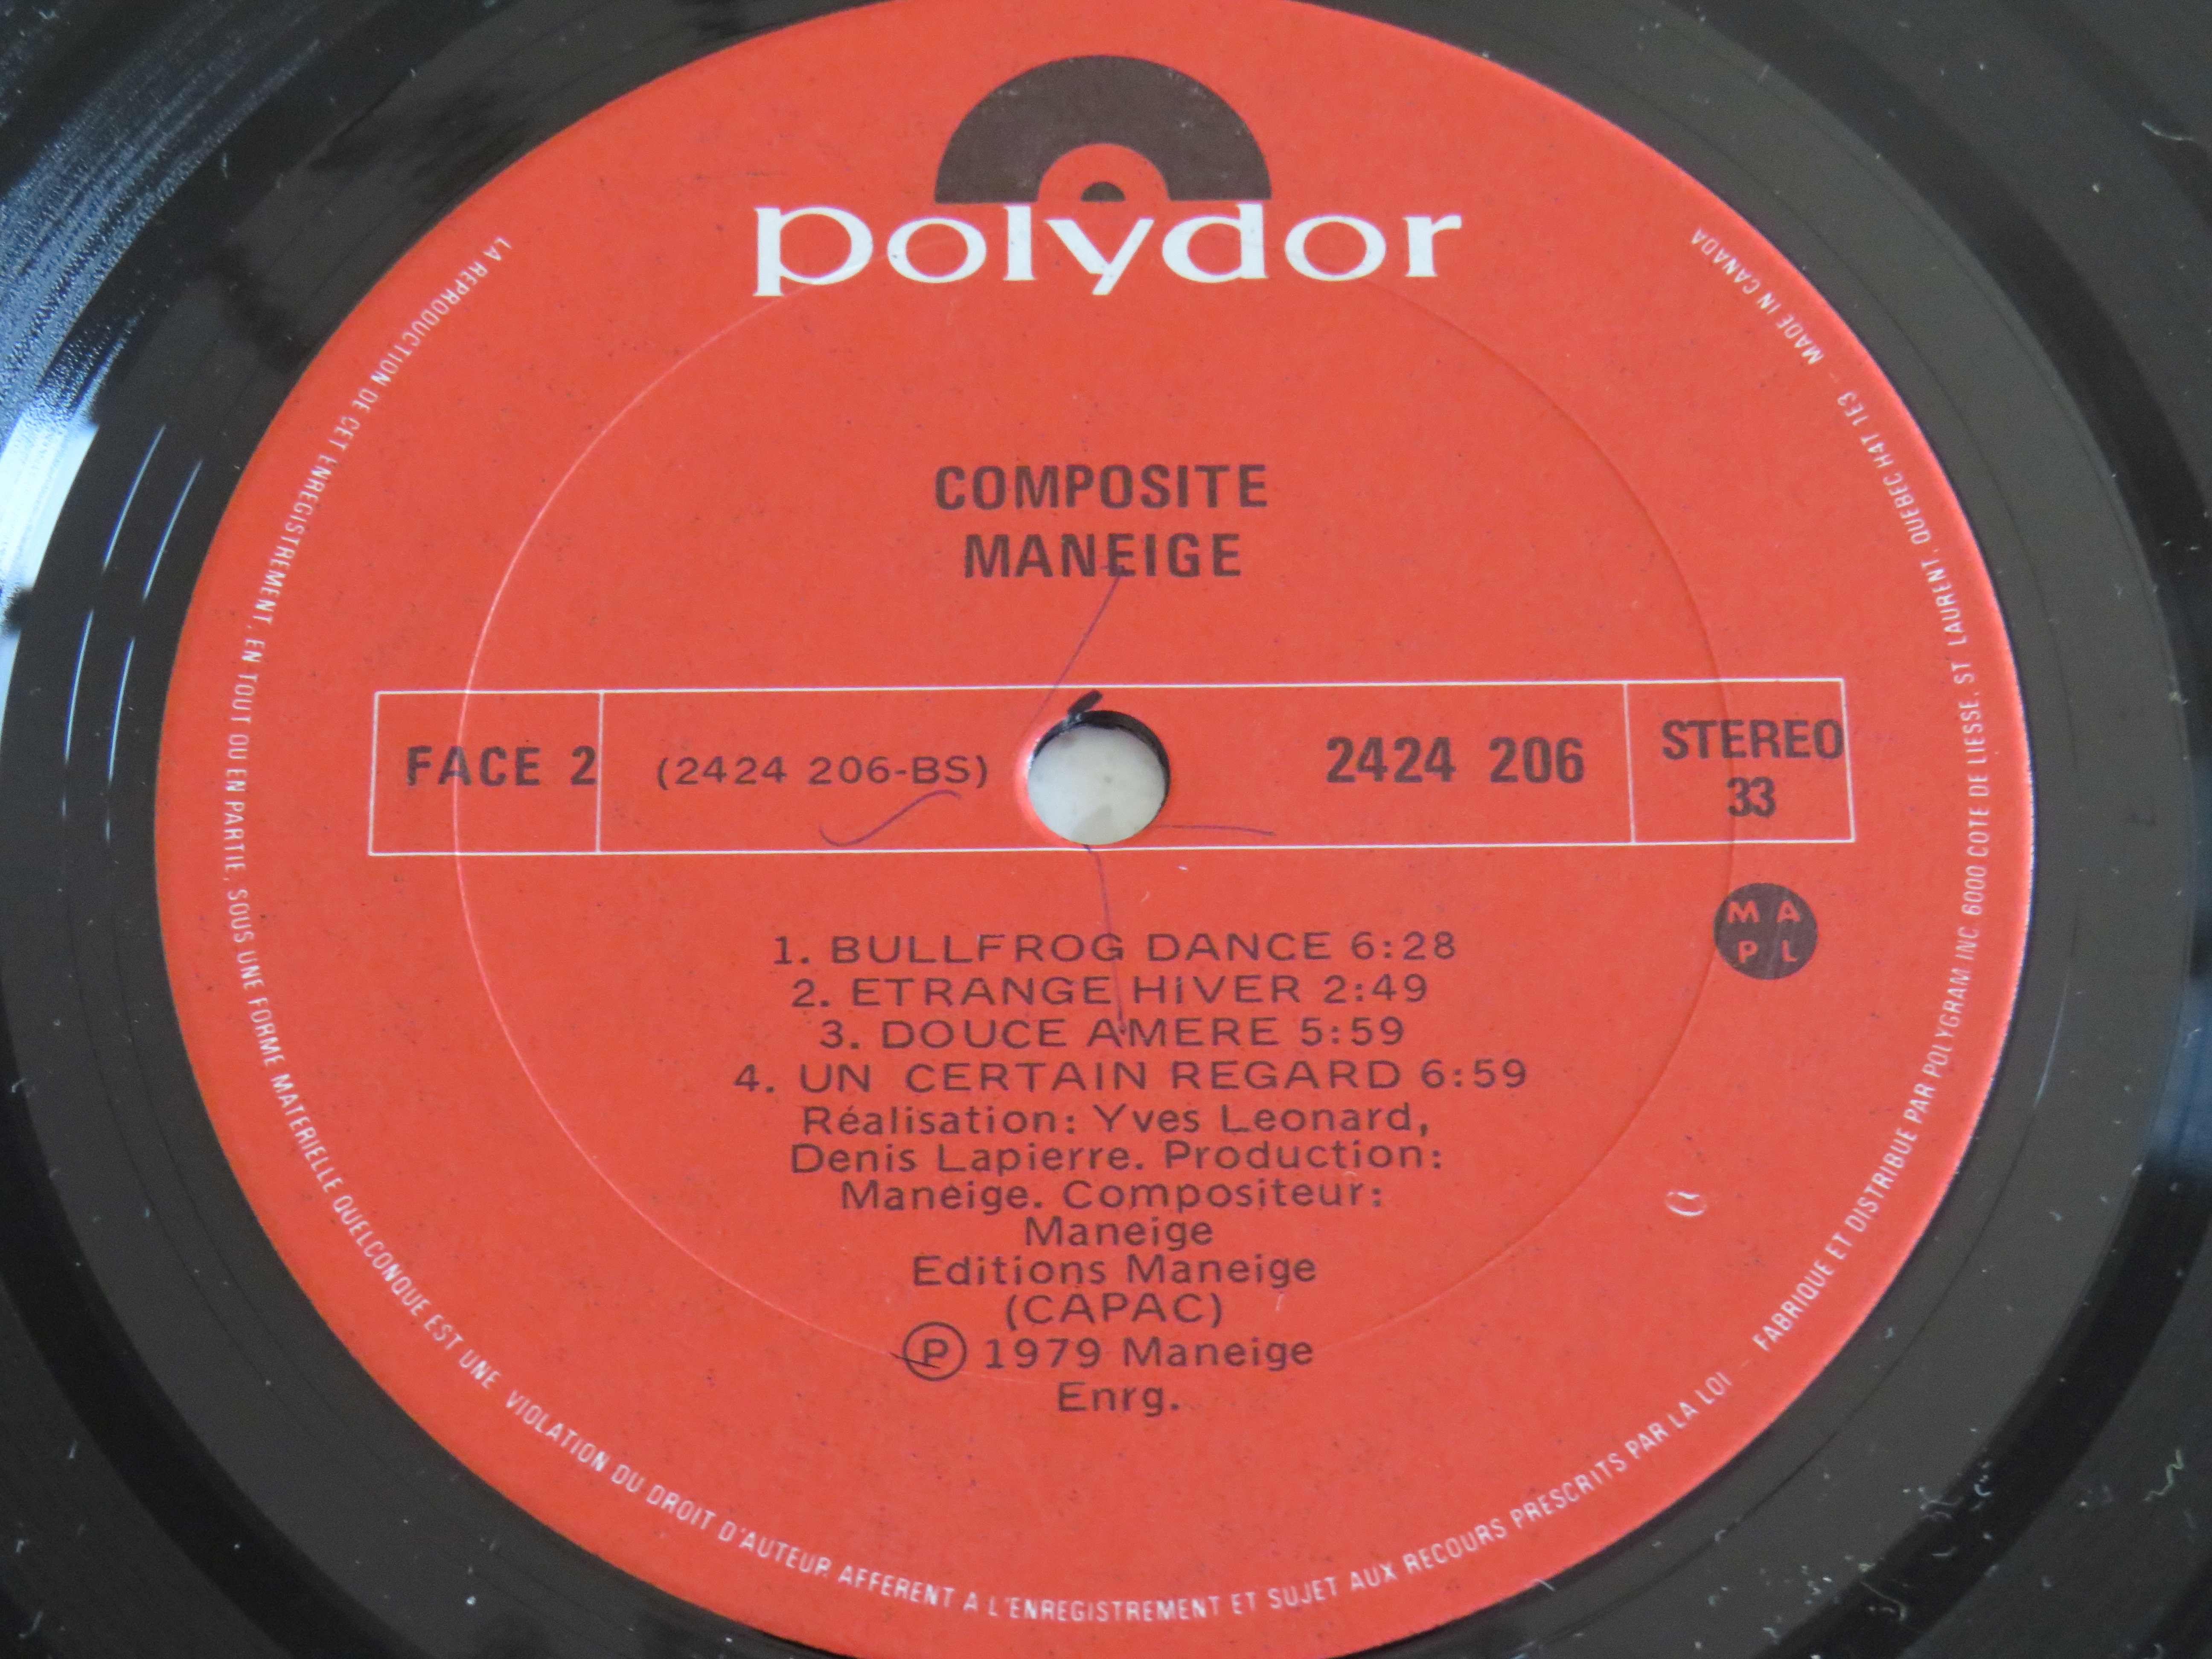 polydor
COMPOSITE
MANEIGE
FACE 2
(2424 206-BS)
2424 206
STEREO
33
M A
P L
1. BULLFROG DANCE 6:28
2. ETRANGE HIVER 2:49
3. DOUCE AMERE 5:59
4. UN CERTAIN REGARD 6:59
Réalisation: Yves Leonard,
Denis Lapierre. Production:
Maneige. Compositeur:
Maneige
Editions Maneige
(CAPAC)
Ⓟ 1979 Maneige
Enrg.
LA REPRODUCTION DE CET ENREGISTREMENT, EN TOUT OU EN PARTIE, SOUS UNE FORME MATERIELLE QUELCONQUE EST UNE VIOLATION DU DROIT D'AUTEUR AFFERENT A L'ENREGISTREMENT ET SUJET AUX RECOURS PRESCRITS PAR LA LOI – FABRIQUE ET DISTRIBUE PAR POLYGRAM INC 6000 COTE DE LIESSE, ST LAURENT, QUEBEC H4T 1E3 – MADE IN CANADA